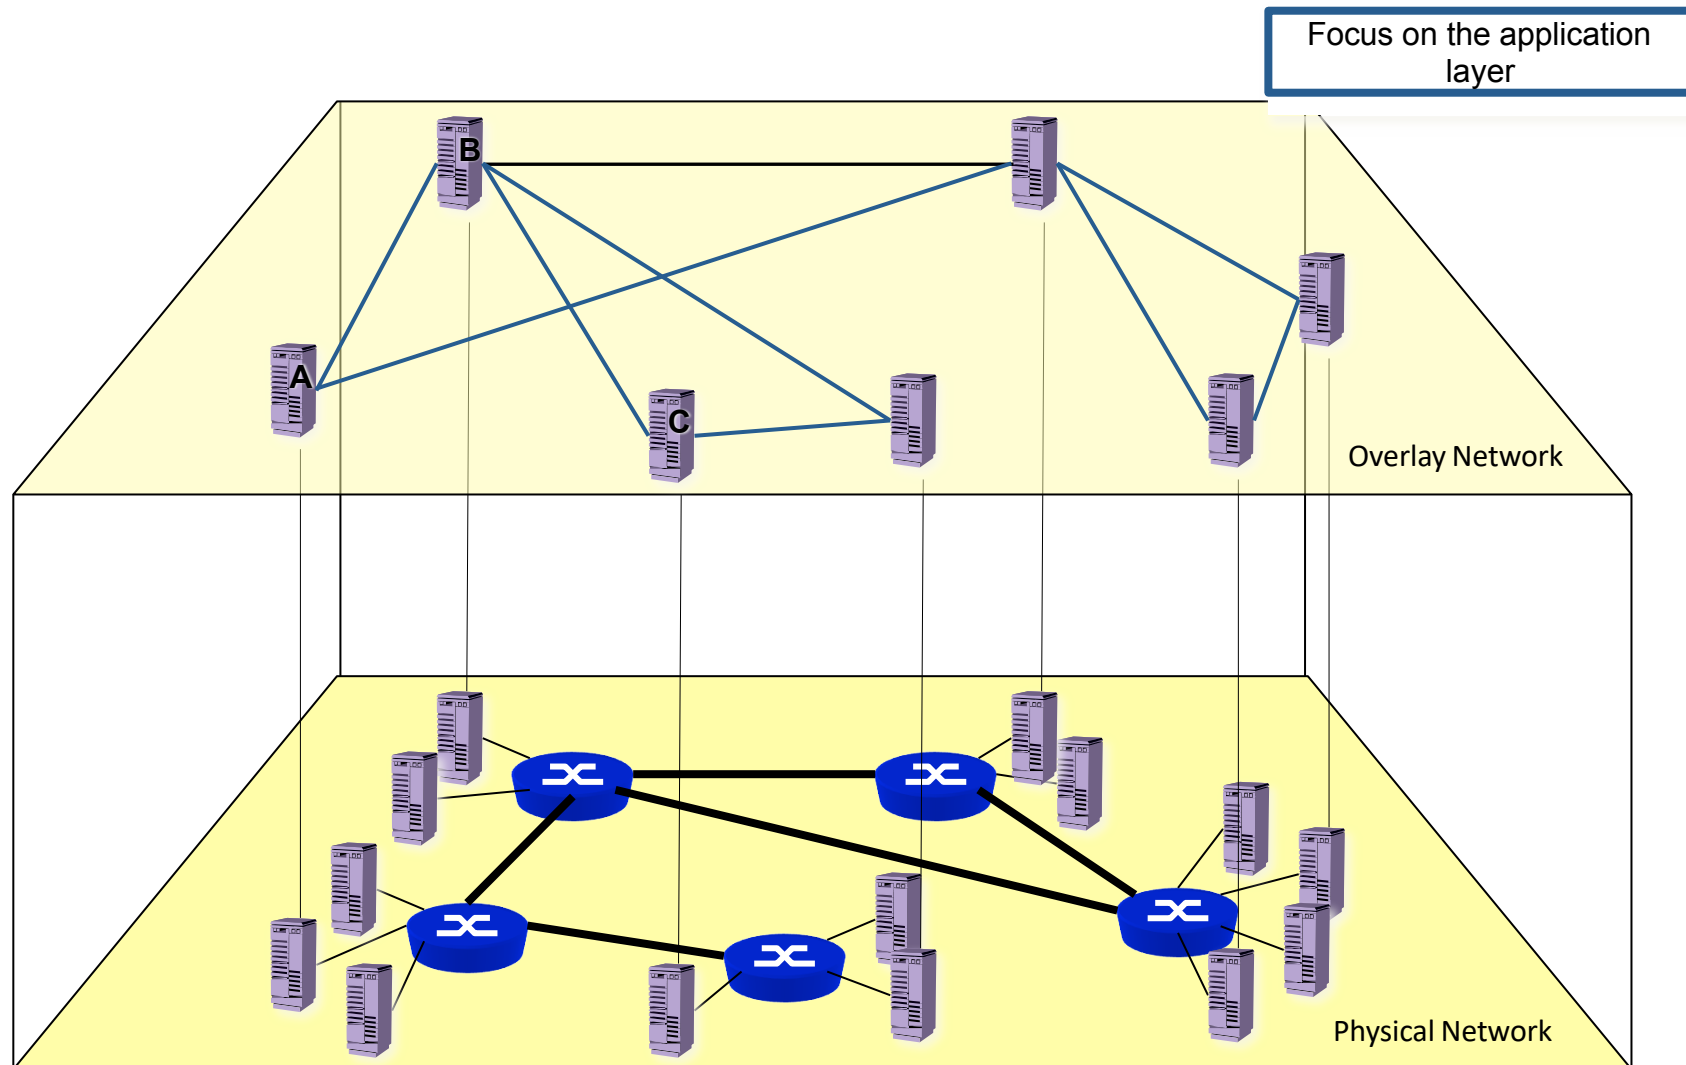 Focus on the application
layer
B
A
C
Overlay Network
Physical Network